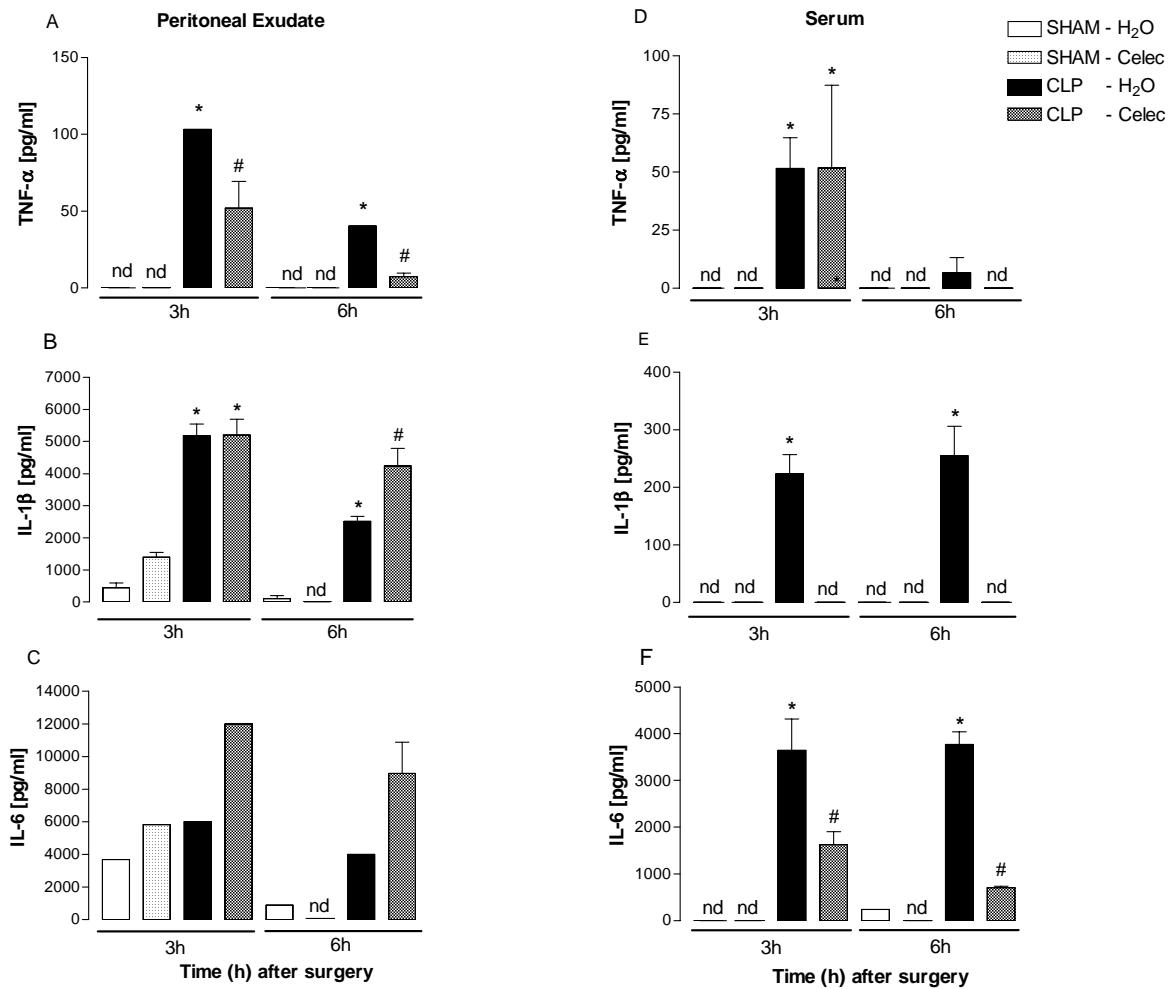 A
Peritoneal Exudate
TNF-α [pg/ml]
150
100
50
0
nd nd * # nd nd * #
3h 6h
B
IL-1β [pg/ml]
7000
6000
5000
4000
3000
2000
1000
0
* * nd * #
3h 6h
C
IL-6 [pg/ml]
14000
12000
10000
8000
6000
4000
2000
0
nd
3h 6h
Time (h) after surgery
D
Serum
TNF-α [pg/ml]
100
75
50
25
0
nd nd * * nd nd nd
3h 6h
E
IL-1β [pg/ml]
400
300
200
100
0
nd nd * nd nd nd * nd
3h 6h
F
IL-6 [pg/ml]
5000
4000
3000
2000
1000
0
nd nd * # nd * #
3h 6h
Time (h) after surgery
SHAM - H₂O
SHAM - Celec
CLP - H₂O
CLP - Celec